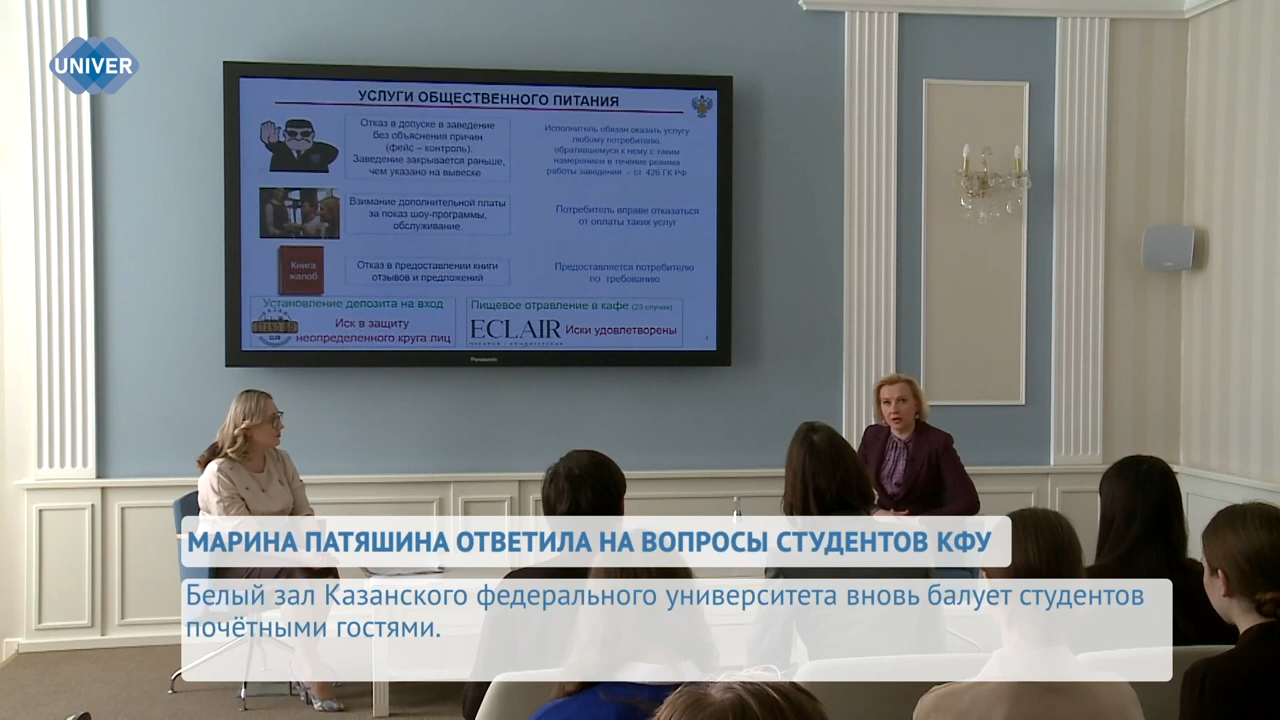 UNIVER
УСЛУГИ ОБЩЕСТВЕННОГО ПИТАНИЯ
Отказ в допуске в заведение
без объяснения причин
(фейс – контроль).
Заведение закрывается раньше,
чем указано на вывеске
Исполнитель обязан оказать услугу
любому потребителю,
обратившемуся к нему с таким
намерением в течение режима
работы заведения – ст. 426 ГК РФ
Взимание дополнительной платы
за показ шоу-программы,
обслуживание.
Потребитель вправе отказаться
от оплаты таких услуг
Книга
жалоб
Отказ в предоставлении книги
отзывов и предложений
Предоставляется потребителю
по требованию
Установление депозита на вход
Иск в защиту
неопределенного круга лиц
Пищевое отравление в кафе (23 случая)
ECLAIR
Иски удовлетворены
Panasonic
МАРИНА ПАТЯШИНА ОТВЕТИЛА НА ВОПРОСЫ СТУДЕНТОВ КФУ
Белый зал Казанского федерального университета вновь балует студентов
почётными гостями.